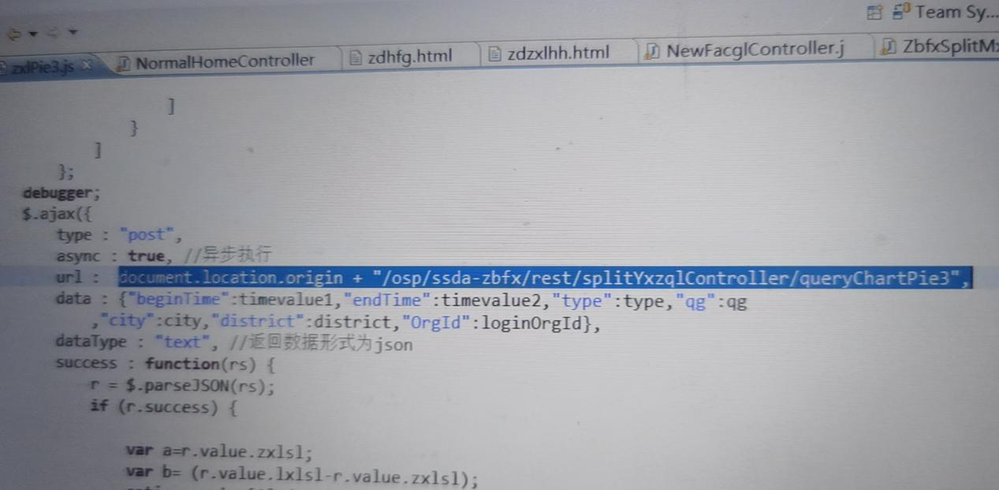 Team Sy...
zxlPie3.js NormalHomeController zdhfg.html zdzxlhh.html NewFacglController.j ZbfxSplitMx
]
}
]
};
debugger;
$.ajax({
type : "post",
async : true, //异步执行
url : document.location.origin + "/osp/ssda-zbfx/rest/splitYxzqlController/queryChartPie3",
data : {"beginTime":timevalue1,"endTime":timevalue2,"type":type,"qg":qg
,"city":city,"district":district,"OrgId":loginOrgId},
dataType : "text", //返回数据形式为json
success : function(rs) {
r = $.parseJSON(rs);
if (r.success) {
var a=r.value.zxlsl;
var b= (r.value.lxlsl-r.value.zxlsl);